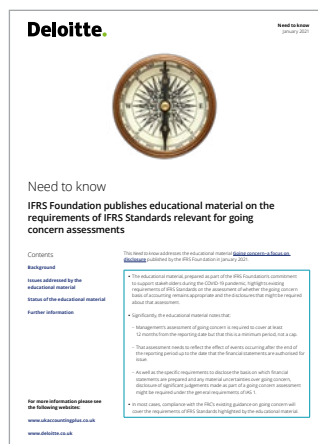 Deloitte.
Need to know
January 2021
Need to know
IFRS Foundation publishes educational material on the
requirements of IFRS Standards relevant for going
concern assessments
Contents
Background
Issues addressed by the
educational material
Status of the educational material
Further information
For more information please see
the following websites:
www.ukaccountingplus.co.uk
www.deloitte.co.uk
This Need to know addresses the educational material Going concern–a focus on
disclosure published by the IFRS Foundation in January 2021
• The educational material, prepared as part of the IFRS Foundation's commitment
to support stakeholders during the COVID-19 pandemic, highlights existing
requirements of IFRS Standards on the assessment of whether the going concern
basis of accounting remains appropriate and the disclosures that might be required
about that assessment.
• Significantly, the educational material notes that:
– Management's assessment of going concern is required to cover at least
12 months from the reporting date but that this is a minimum period, not a cap.
– That assessment needs to reflect the effect of events occurring after the end of
the reporting period up to the date that the financial statements are authorised for
issue.
– As well as the specific requirements to disclose the basis on which financial
statements are prepared and any material uncertainties over going concern,
disclosure of significant judgements made as part of a going concern assessment
might be required under the general requirements of IAS 1.
• In most cases, compliance with the FRC's existing guidance on going concern will
cover the requirements of IFRS Standards highlighted by the educational material.